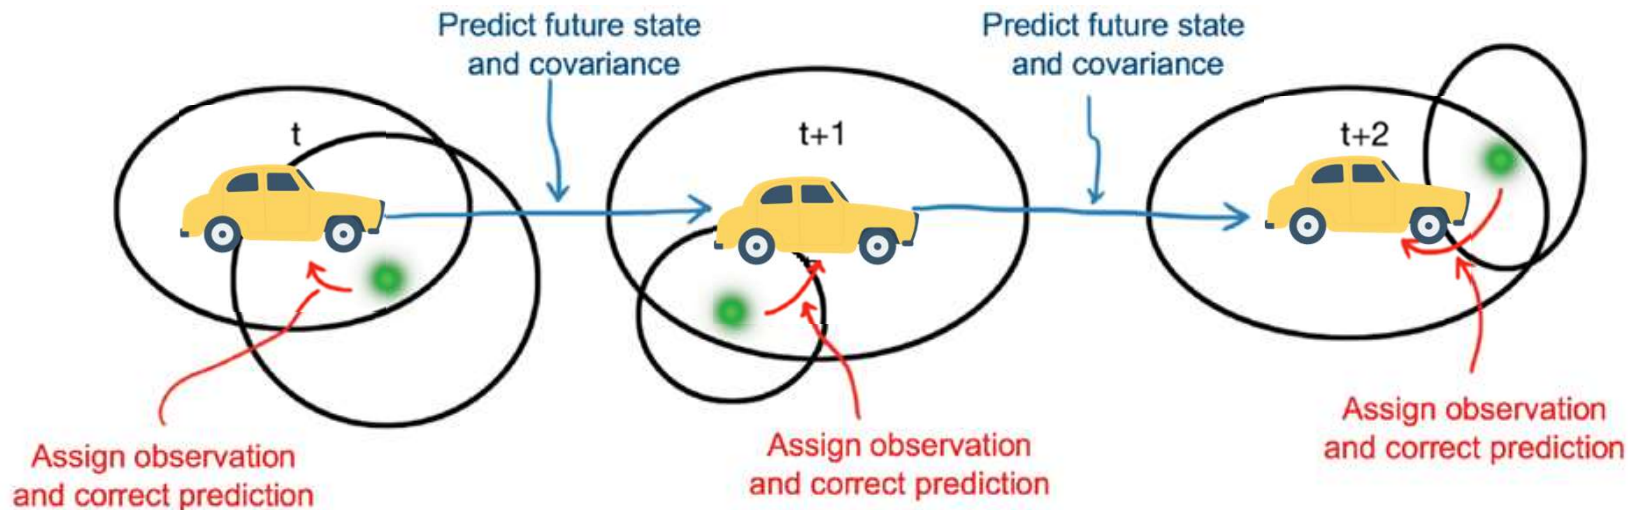 Predict future state
and covariance
Predict future state
and covariance
t
t+1
t+2
Assign observation
and correct prediction
Assign observation
and correct prediction
Assign observation
and correct prediction